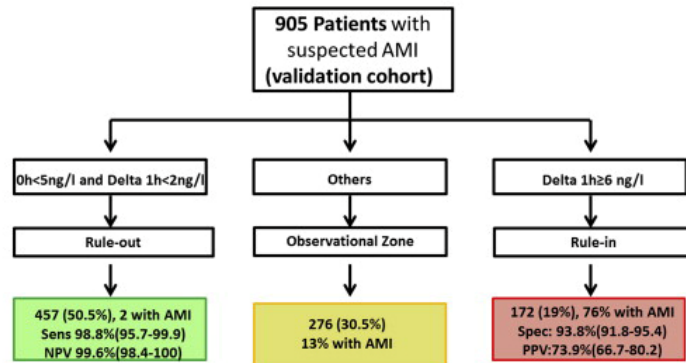 905 Patients with
suspected AMI
(validation cohort)
0h<5ng/l and Delta 1h<2ng/l
Others
Delta 1h≥6 ng/l
Rule-out
Observational Zone
Rule-in
457 (50.5%), 2 with AMI
Sens 98.8%(95.7-99.9)
NPV 99.6%(98.4-100)
276 (30.5%)
13% with AMI
172 (19%), 76% with AMI
Spec: 93.8%(91.8-95.4)
PPV:73.9%(66.7-80.2)